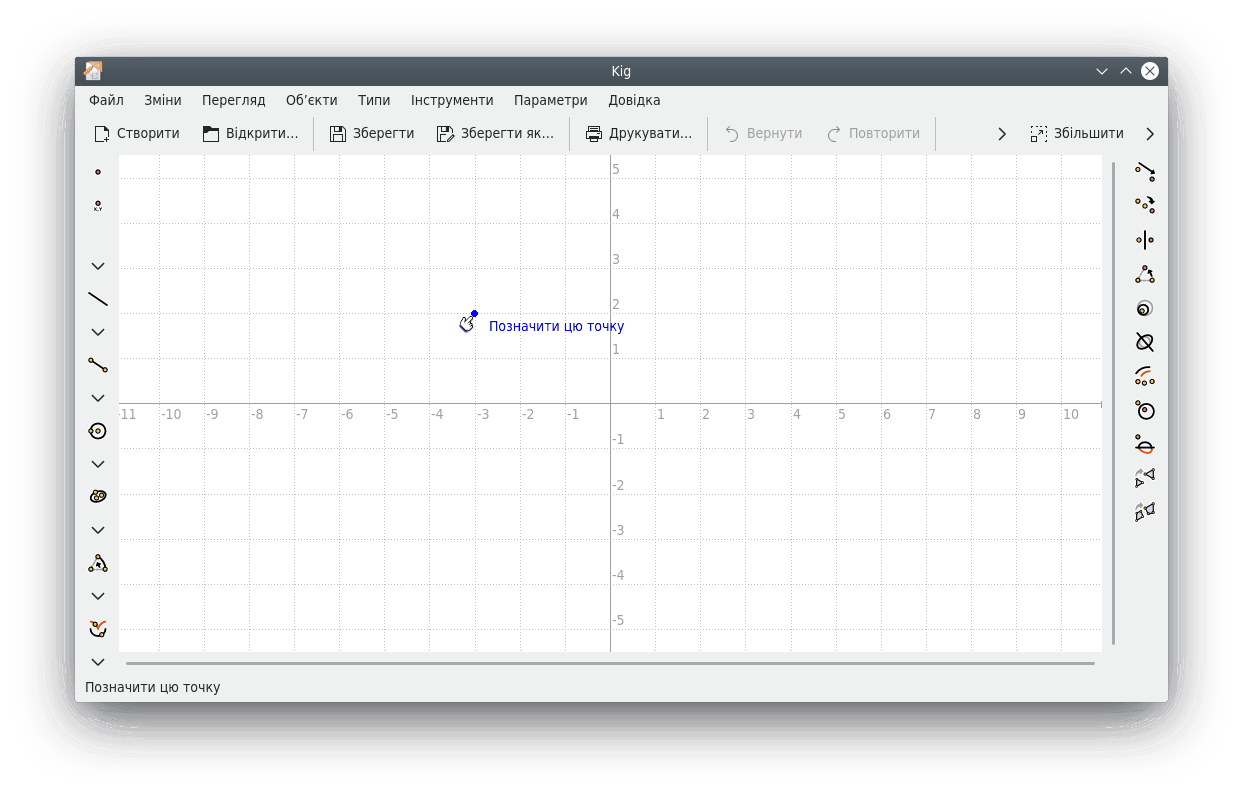 Kig
Файл Зміни Перегляд Об’єкти Типи Інструменти Параметри Довідка
Створити Відкрити... Зберегти Зберегти як... Друкувати... Вернути Повторити Збільшити
X,Y
5
4
3
2
Позначити цю точку
1
-11 -10 -9 -8 -7 -6 -5 -4 -3 -2 -1 1 2 3 4 5 6 7 8 9 10
-1
-2
-3
-4
-5
Позначити цю точку